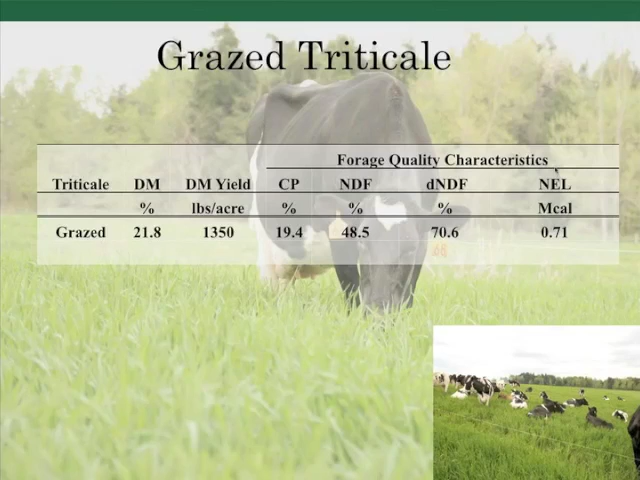 Grazed Triticale
Forage Quality Characteristics
Triticale DM DM Yield CP NDF dNDF NEL
% lbs/acre % % % Mcal
Grazed 21.8 1350 19.4 48.5 70.6 0.71